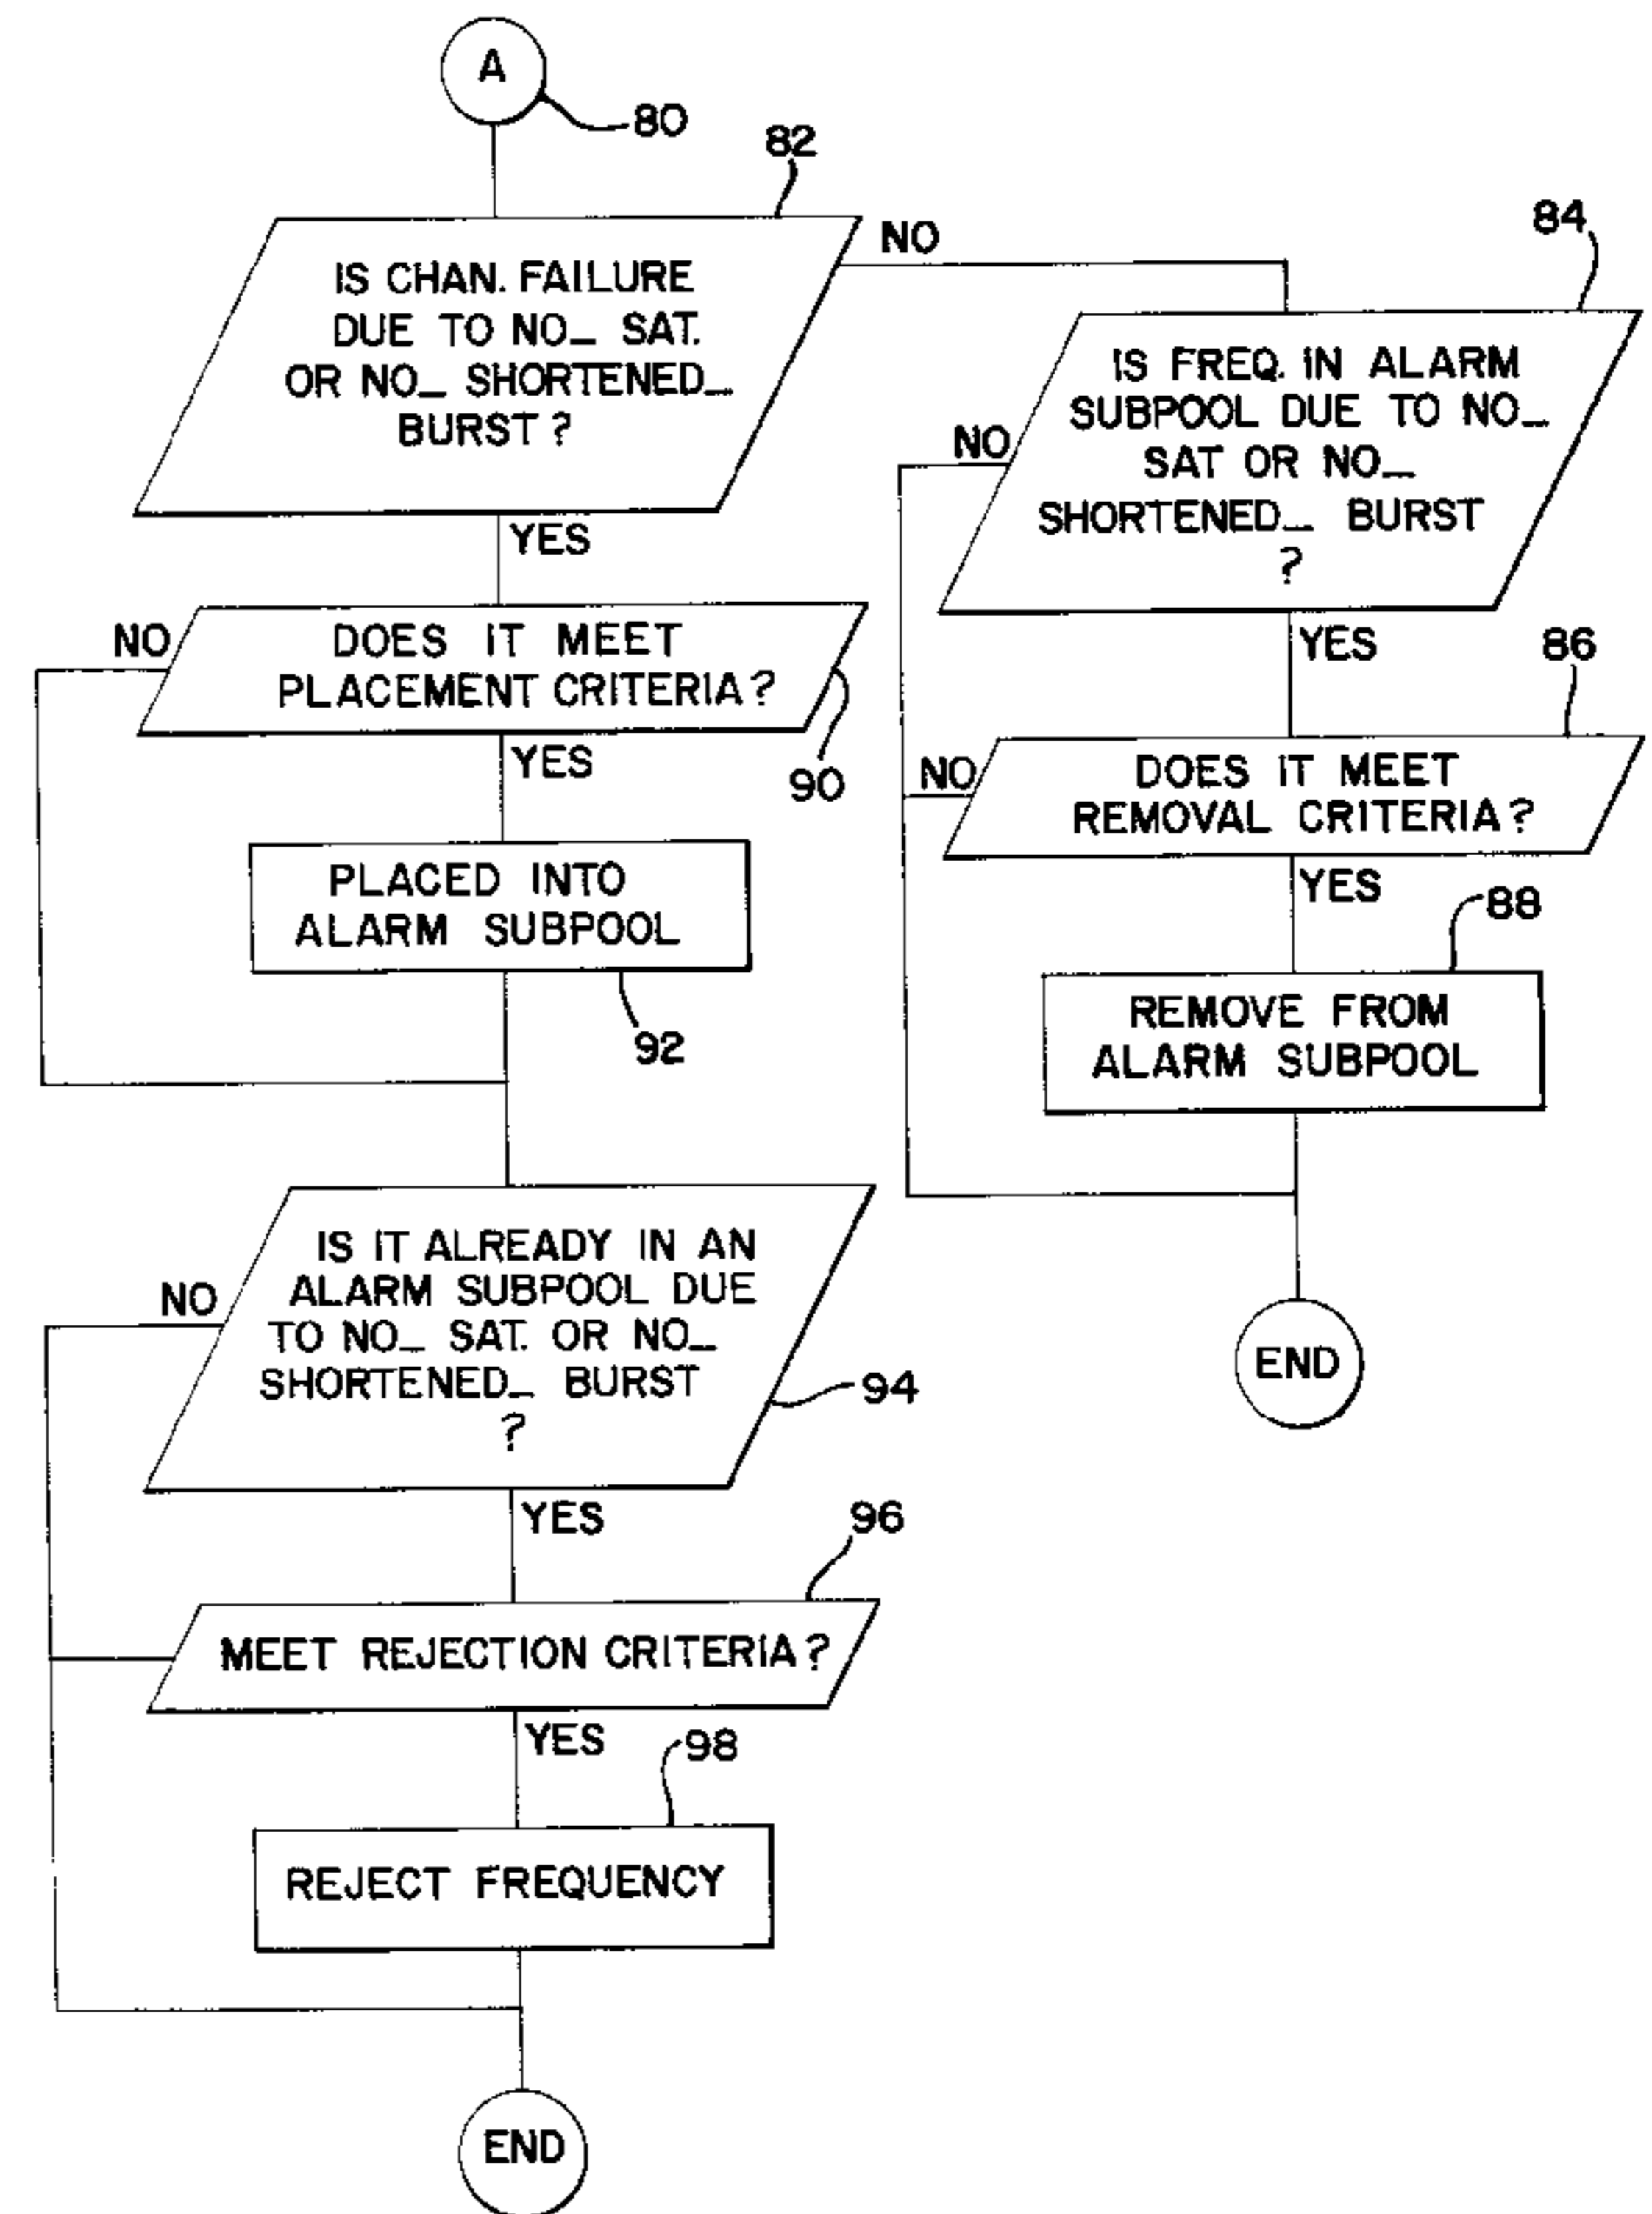 A
80
82
IS CHAN. FAILURE
DUE TO NO_ SAT.
OR NO_ SHORTENED_
BURST?
NO
YES
84
IS FREQ. IN ALARM
SUBPOOL DUE TO NO_
SAT OR NO_
SHORTENED_ BURST
?
NO
YES
DOES IT MEET
PLACEMENT CRITERIA?
NO
YES
90
86
DOES IT MEET
REMOVAL CRITERIA?
NO
YES
PLACED INTO
ALARM SUBPOOL
92
88
REMOVE FROM
ALARM SUBPOOL
END
IS IT ALREADY IN AN
ALARM SUBPOOL DUE
TO NO_ SAT. OR NO_
SHORTENED_ BURST
?
NO
94
YES
96
MEET REJECTION CRITERIA?
YES
98
REJECT FREQUENCY
END